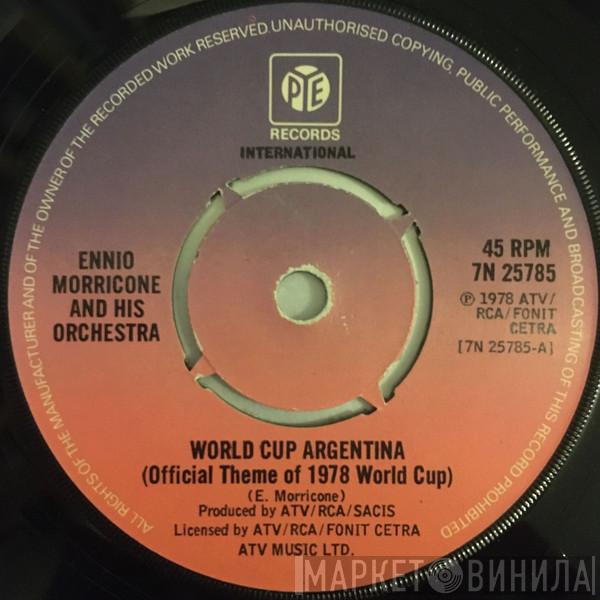 ALL RIGHTS OF THE MANUFACTURER AND OF THE OWNER OF THE RECORDED WORK RESERVED. UNAUTHORISED COPYING, PUBLIC PERFORMANCE AND BROADCASTING OF THIS RECORD PROHIBITED
PYE
RECORDS
INTERNATIONAL
ENNIO
MORRICONE
AND HIS
ORCHESTRA
45 RPM
7N 25785
℗ 1978 ATV/
RCA/FONIT
CETRA
[7N 25785-A]
WORLD CUP ARGENTINA
(Official Theme of 1978 World Cup)
(E. Morricone)
Produced by ATV/RCA/SACIS
Licensed by ATV/RCA/FONIT CETRA
ATV MUSIC LTD.
МАРКЕТ ВИНИЛА